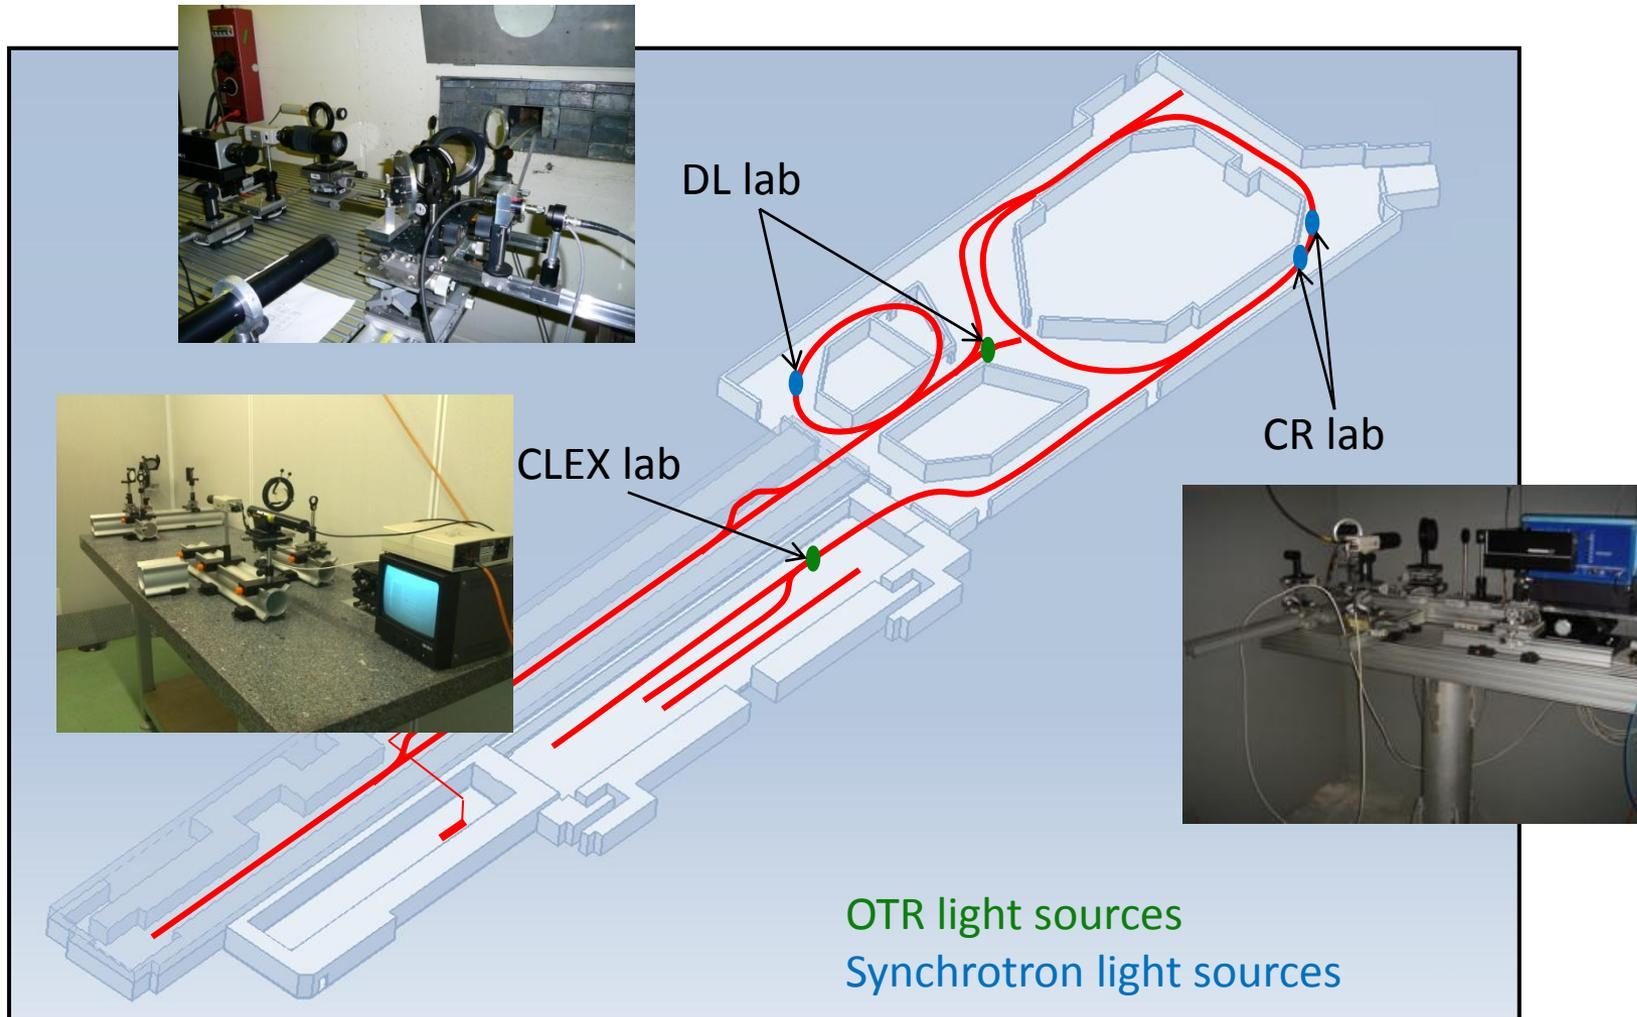 DL lab
CLEX lab
CR lab
OTR light sources
Synchrotron light sources